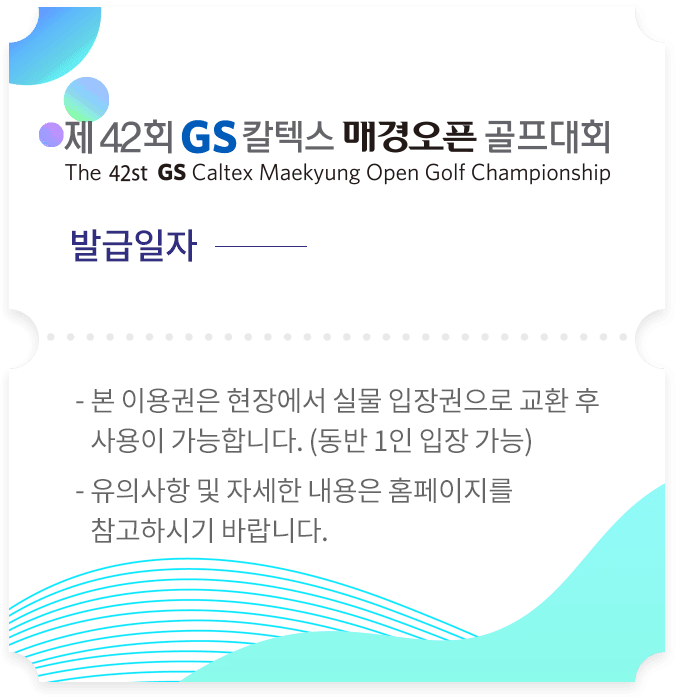 제42회 GS칼텍스 매경오픈 골프대회
The 42st GS Caltex Maekyung Open Golf Championship
발급일자
- 본 이용권은 현장에서 실물 입장권으로 교환 후
사용이 가능합니다. (동반 1인 입장 가능)
- 유의사항 및 자세한 내용은 홈페이지를
참고하시기 바랍니다.